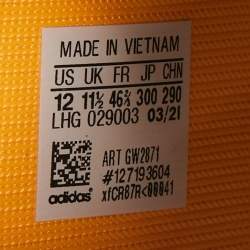 MADE IN VIETNAM
US UK FR JP CHN
12 11½ 46⅔ 300 290
LHG 029003 03/21
ART GW2871
#127193604
adidas® xfCR87R<00041